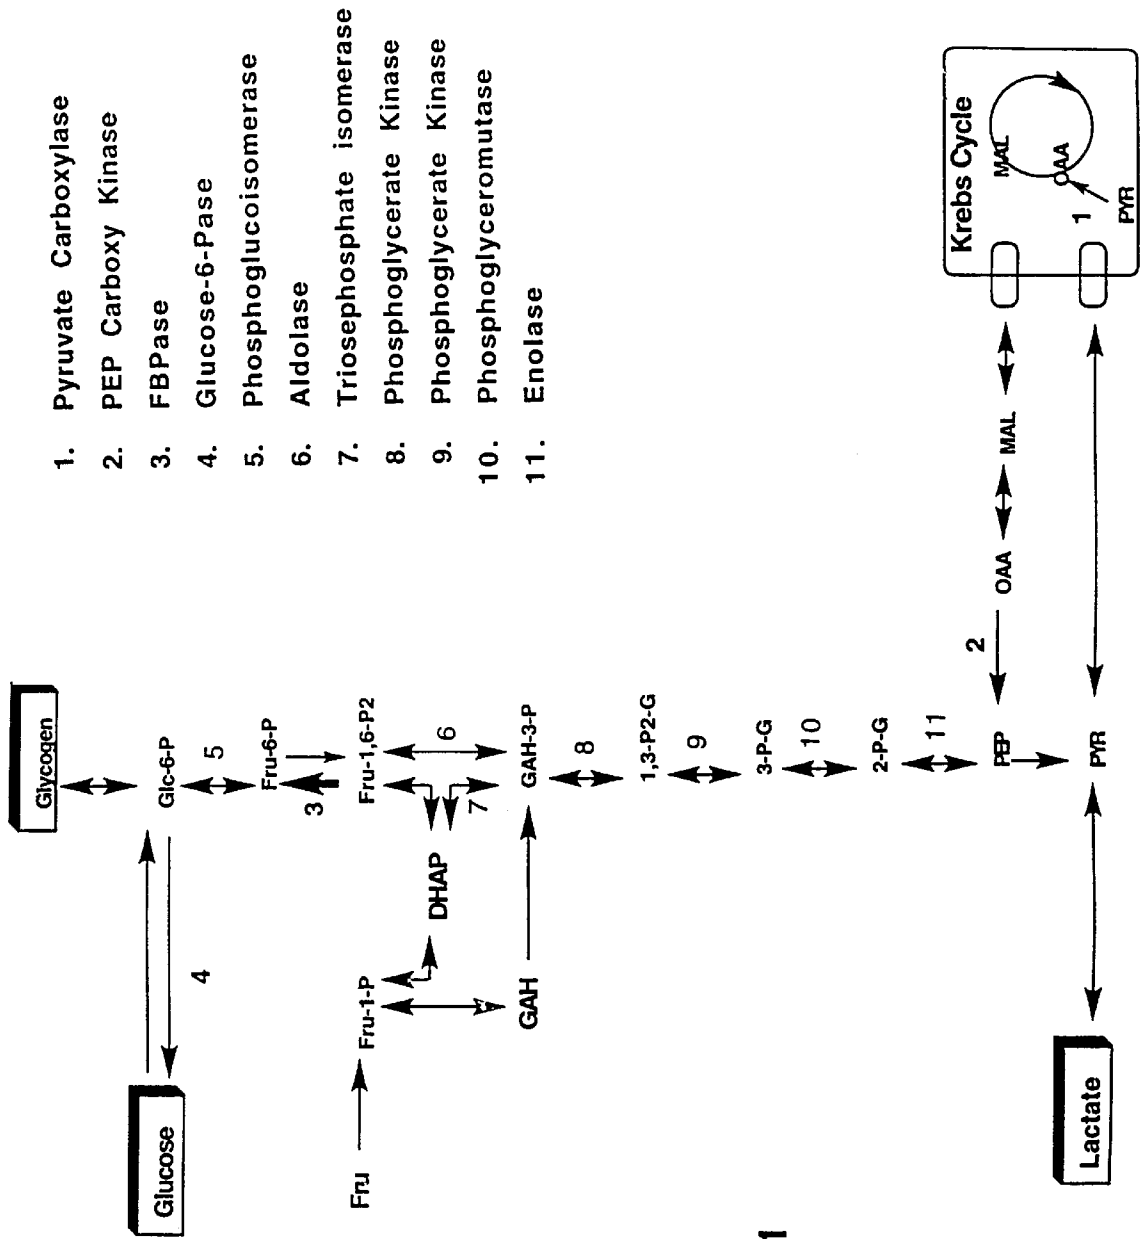 1. Pyruvate Carboxylase
2. PEP Carboxy Kinase
3. FBPase
4. Glucose-6-Pase
5. Phosphoglucoisomerase
6. Aldolase
7. Triosephosphate isomerase
8. Phosphoglycerate Kinase
9. Phosphoglycerate Kinase
10. Phosphoglyceromutase
11. Enolase
Glycogen
Glucose
4
Glc-6-P
5
Fru-6-P
3
Fru
Fru-1-P
Fru-1,6-P2
DHAP
6
7
GAH
GAH-3-P
8
1,3-P2-G
9
3-P-G
10
2-P-G
11
PEP
2
OAA
MAL
Lactate
PYR
Krebs Cycle
MAL
OAA
1
PYR
1